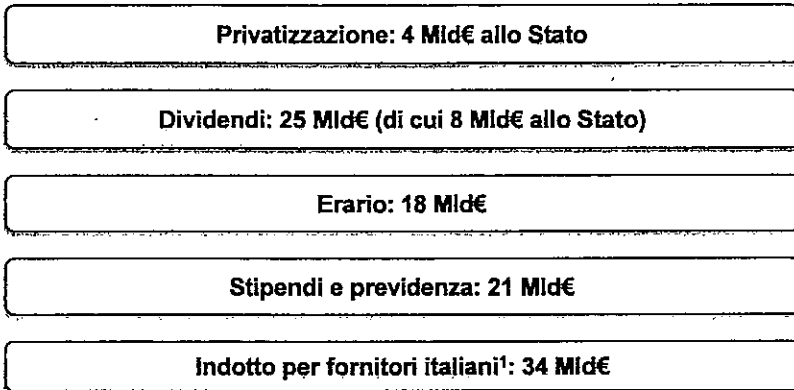 Privatizzazione: 4 Mld€ allo Stato
Dividendi: 25 Mld€ (di cui 8 Mld€ allo Stato)
Erario: 18 Mld€
Stipendi e previdenza: 21 Mld€
Indotto per fornitori italiani¹: 34 Mld€